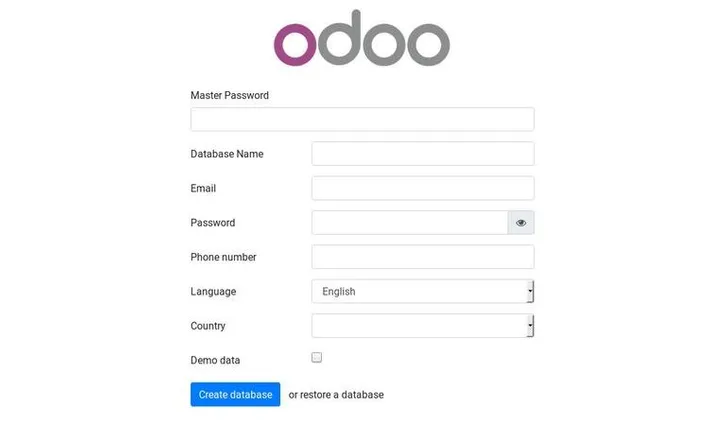 odoo
Master Password
Database Name
Email
Password
Phone number
Language English
Country
Demo data
Create database or restore a database